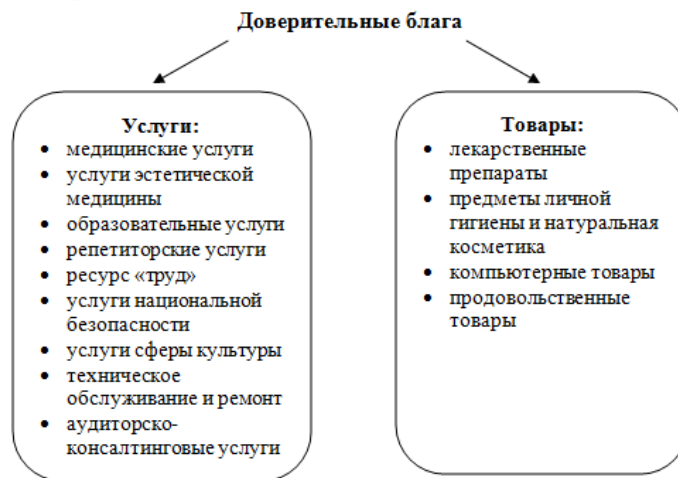 Доверительные блага
Услуги:
• медицинские услуги
• услуги эстетической
медицины
• образовательные услуги
• репетиторские услуги
• ресурс «труд»
• услуги национальной
безопасности
• услуги сферы культуры
• техническое
обслуживание и ремонт
• аудиторско-
консалтинговые услуги
Товары:
• лекарственные
препараты
• предметы личной
гигиены и натуральная
косметика
• компьютерные товары
• продовольственные
товары